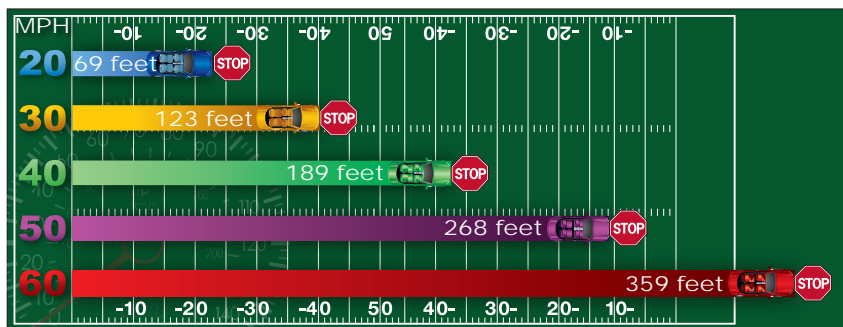 MPH
-10 -20 -30 -40 50 40- 30- 20- 10-
20 69 feet STOP
30 123 feet STOP
40 189 feet STOP
50 268 feet STOP
60 359 feet STOP
-10 -20 -30 -40 50 40- 30- 20- 10-